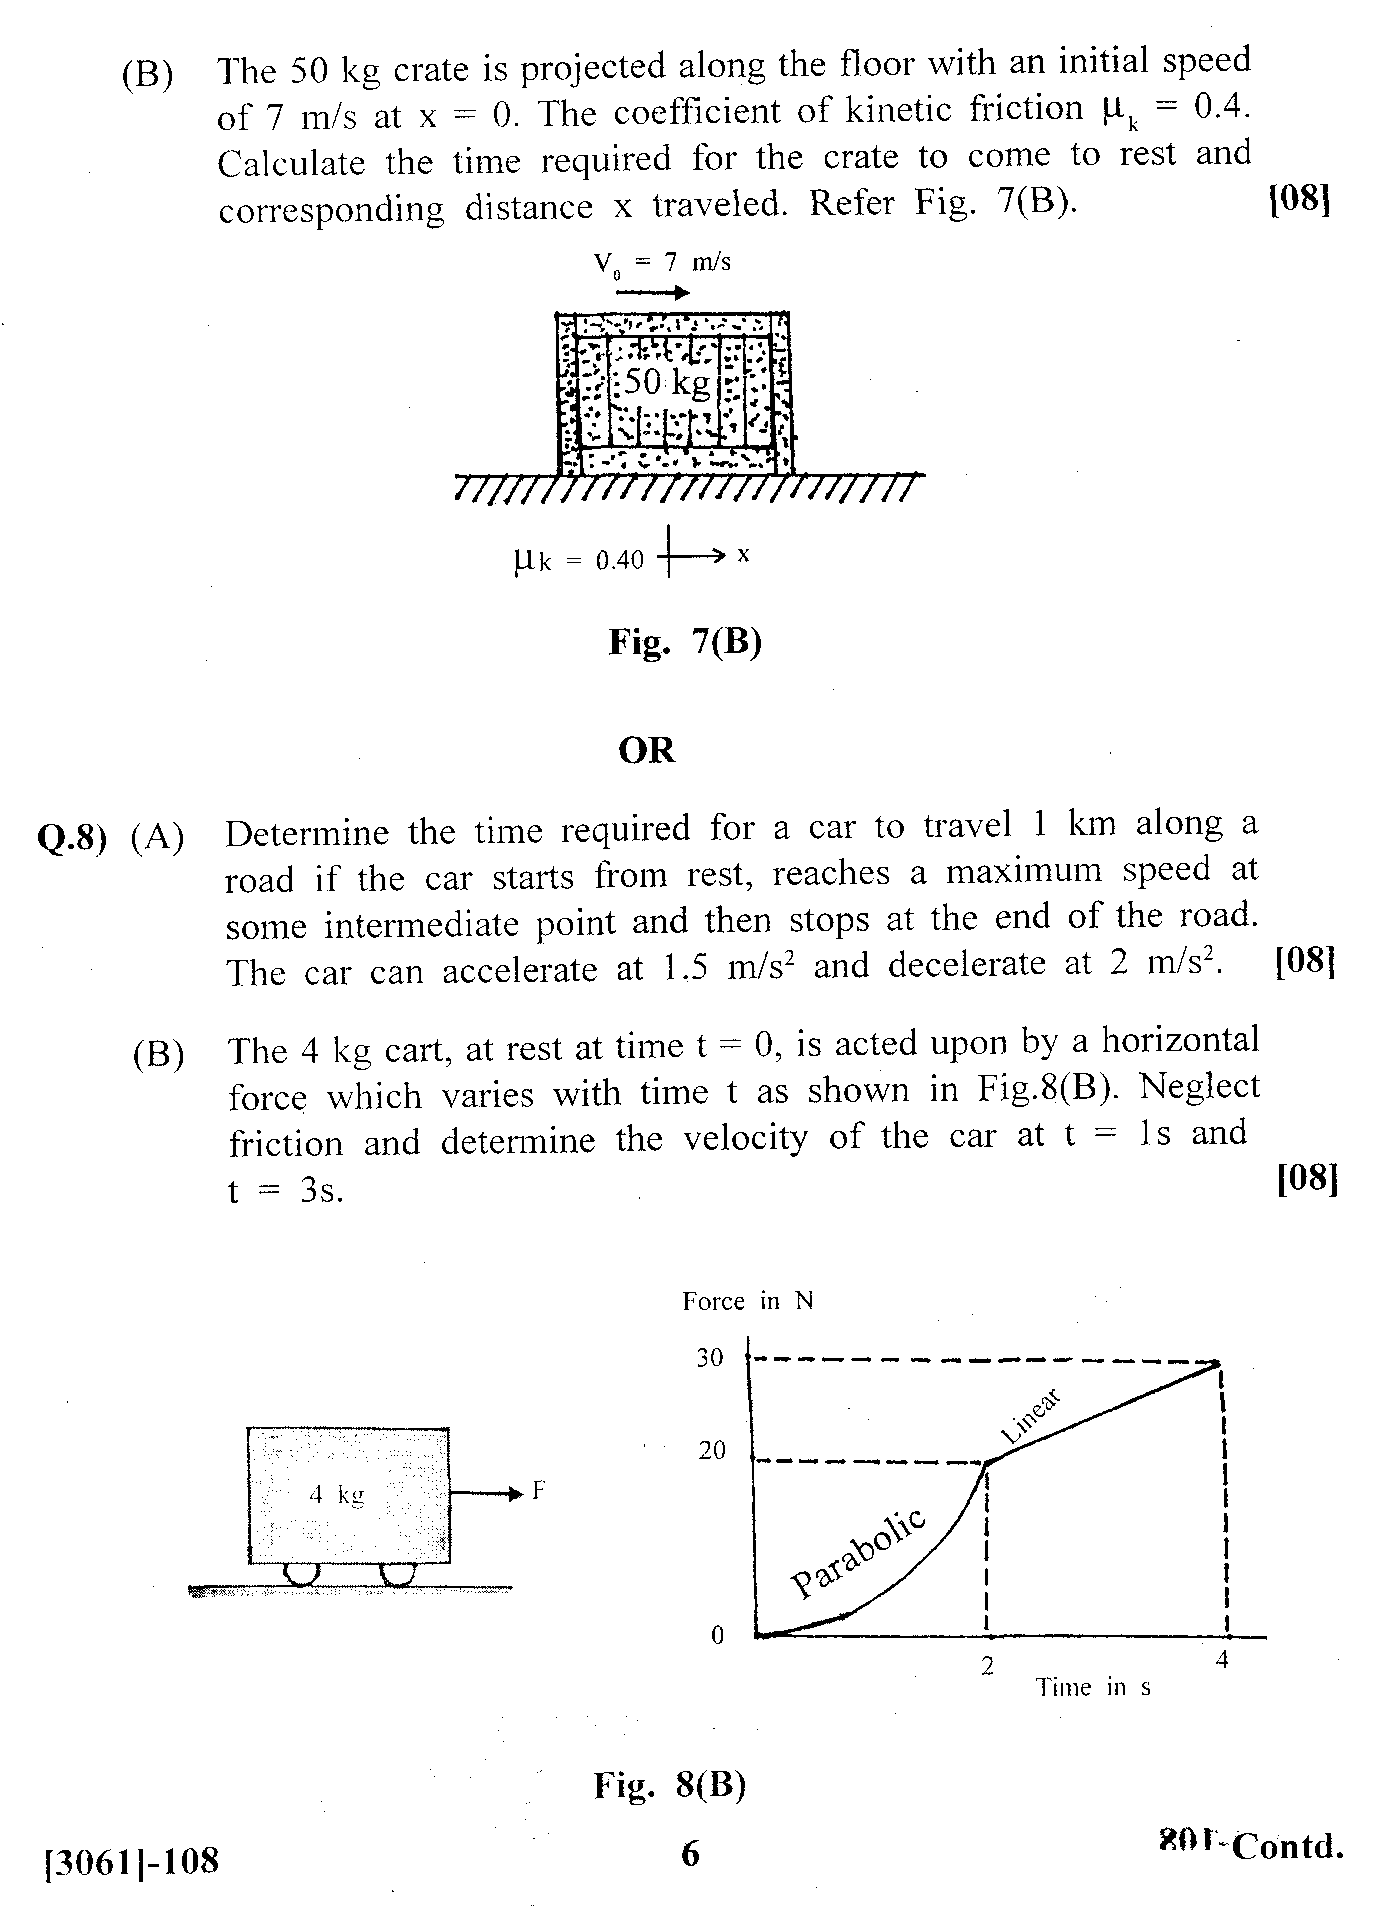 (B) The 50 kg crate is projected along the floor with an initial speed
of 7 m/s at x = 0. The coefficient of kinetic friction μk = 0.4.
Calculate the time required for the crate to come to rest and
corresponding distance x traveled. Refer Fig. 7(B). [08]
V0 = 7 m/s
50 kg
μk = 0.40 x
Fig. 7(B)
OR
Q.8) (A) Determine the time required for a car to travel 1 km along a
road if the car starts from rest, reaches a maximum speed at
some intermediate point and then stops at the end of the road.
The car can accelerate at 1.5 m/s² and decelerate at 2 m/s². [08]
(B) The 4 kg cart, at rest at time t = 0, is acted upon by a horizontal
force which varies with time t as shown in Fig.8(B). Neglect
friction and determine the velocity of the car at t = 1s and
t = 3s. [08]
Force in N
30
Linear
20
4 kg F
Parabolic
0
2 4
Time in s
Fig. 8(B)
[3061]-108 6 Contd.